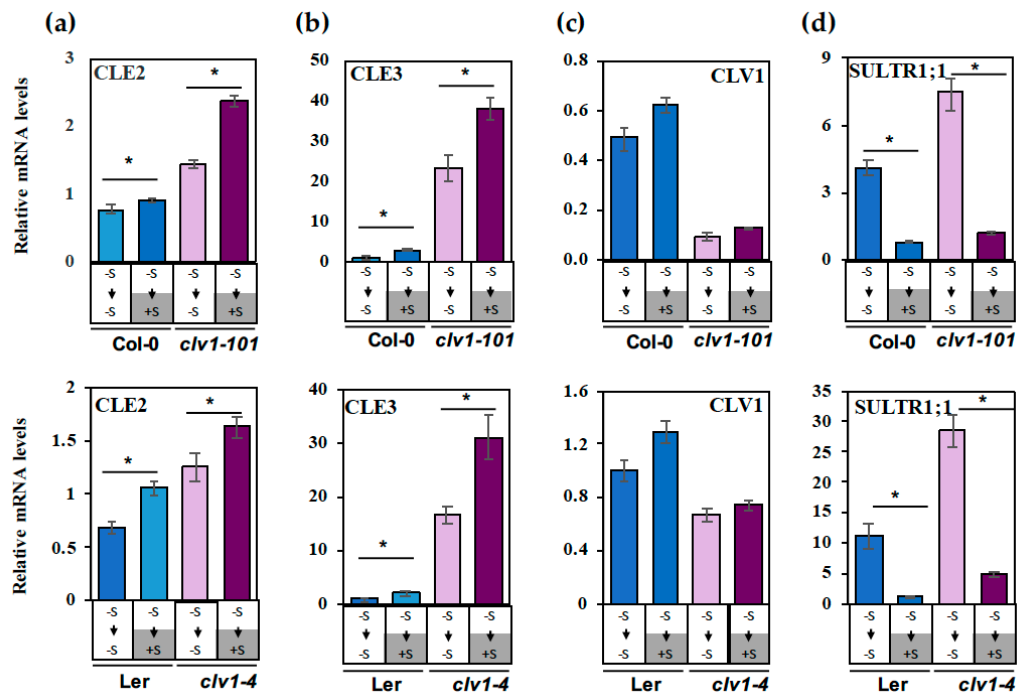 (a) (b) (c) (d)
Relative mRNA levels
CLE2
3
2
1
0
*
*
-S -S -S -S
-S +S -S +S
Col-0 clv1-101
CLE3
50
40
30
20
10
0
*
*
-S -S -S -S
-S +S -S +S
Col-0 clv1-101
CLV1
0.8
0.6
0.4
0.2
0.0
-S -S -S -S
-S +S -S +S
Col-0 clv1-101
SULTR1;1
9
6
3
0
*
*
-S -S -S -S
-S +S -S +S
Col-0 clv1-101
Relative mRNA levels
CLE2
2
1.5
1
0.5
0
*
*
-S -S -S -S
-S +S -S +S
Ler clv1-4
CLE3
40
30
20
10
0
*
*
-S -S -S -S
-S +S -S +S
Ler clv1-4
CLV1
1.6
1.2
0.8
0.4
0
-S -S -S -S
-S +S -S +S
Ler clv1-4
SULTR1;1
35
30
25
20
15
10
5
0
*
*
-S -S -S -S
-S +S -S +S
Ler clv1-4